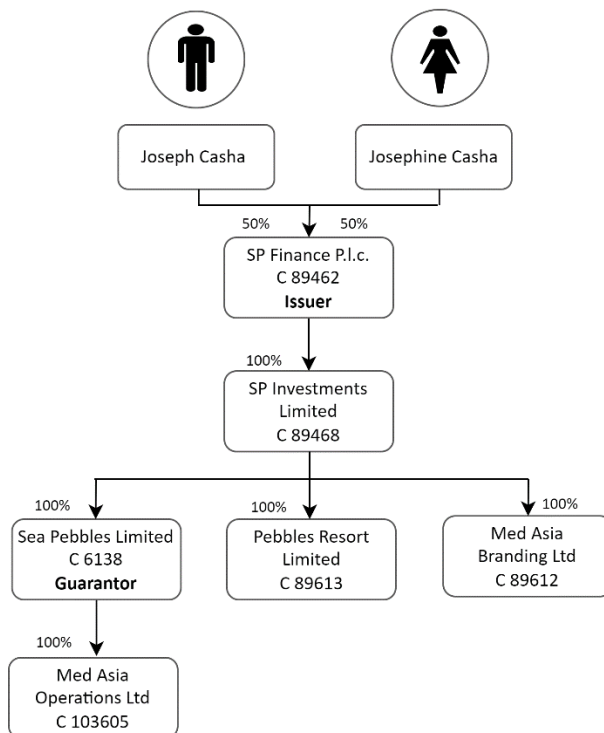 Joseph Casha
Josephine Casha
50%
50%
SP Finance P.l.c.
C 89462
Issuer
100%
SP Investments
Limited
C 89468
100%
Sea Pebbles Limited
C 6138
Guarantor
100%
Pebbles Resort
Limited
C 89613
100%
Med Asia
Branding Ltd
C 89612
100%
Med Asia
Operations Ltd
C 103605